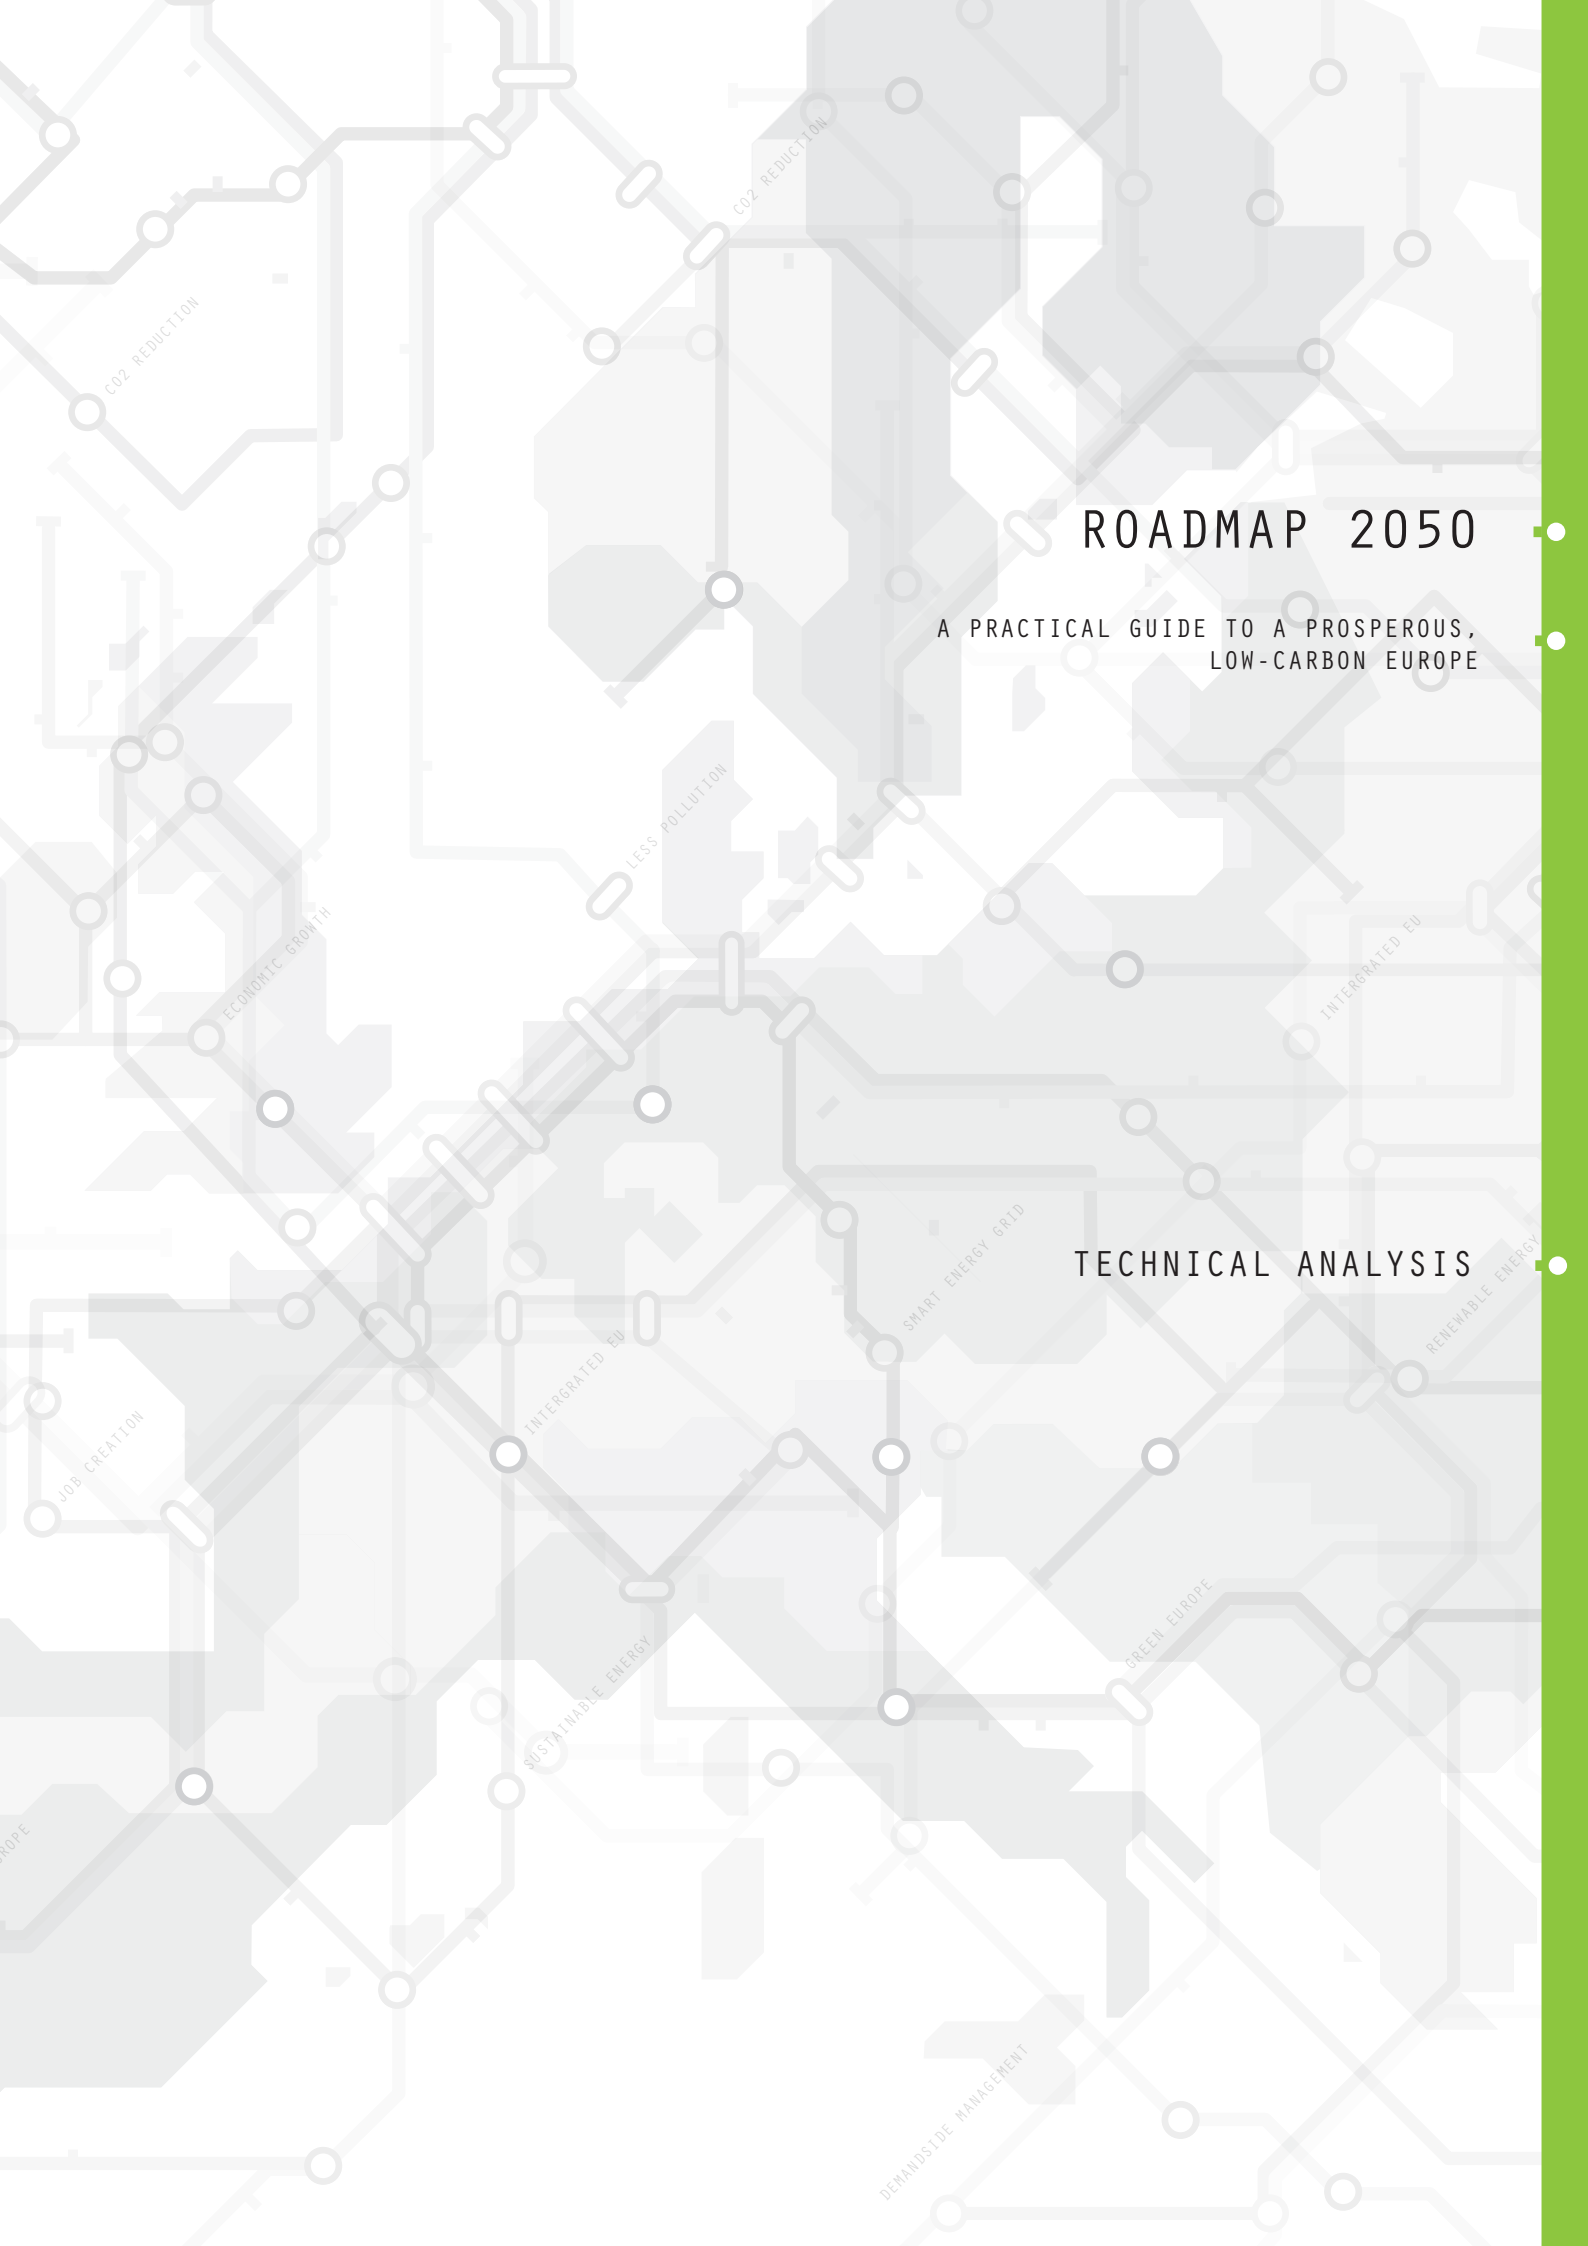 CO2 REDUCTION
CO2 REDUCTION
ROADMAP 2050
A PRACTICAL GUIDE TO A PROSPEROUS,
LOW-CARBON EUROPE
LESS POLLUTION
ECONOMIC GROWTH
INTERGRATED EU
SMART ENERGY GRID
TECHNICAL ANALYSIS
RENEWABLE ENERGY
INTERGRATED EU
JOB CREATION
GREEN EUROPE
SUSTAINABLE ENERGY
ROPE
DEMANDSIDE MANAGEMENT